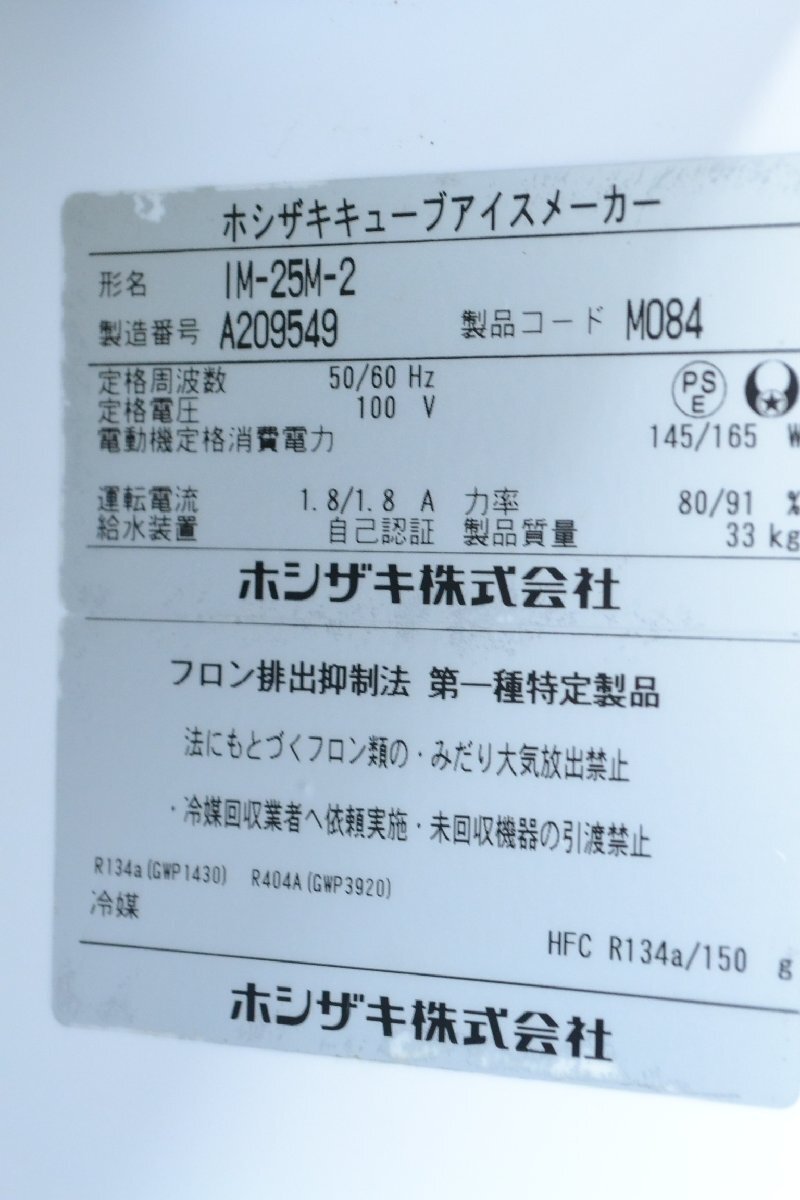 ホシザキキューブアイスメーカー
形名 IM-25M-2
製造番号 A209549 製品コード M084
定格周波数 50/60 Hz PS E
定格電圧 100 V
電動機定格消費電力 145/165 W
運転電流 1.8/1.8 A 力率 80/91 %
給水装置 自己認証 製品質量 33 kg
ホシザキ株式会社
フロン排出抑制法 第一種特定製品
法にもとづくフロン類の・みだり大気放出禁止
・冷媒回収業者へ依頼実施・未回収機器の引渡禁止
R134a(GWP1430) R404A(GWP3920)
冷媒
HFC R134a/150 g
ホシザキ株式会社